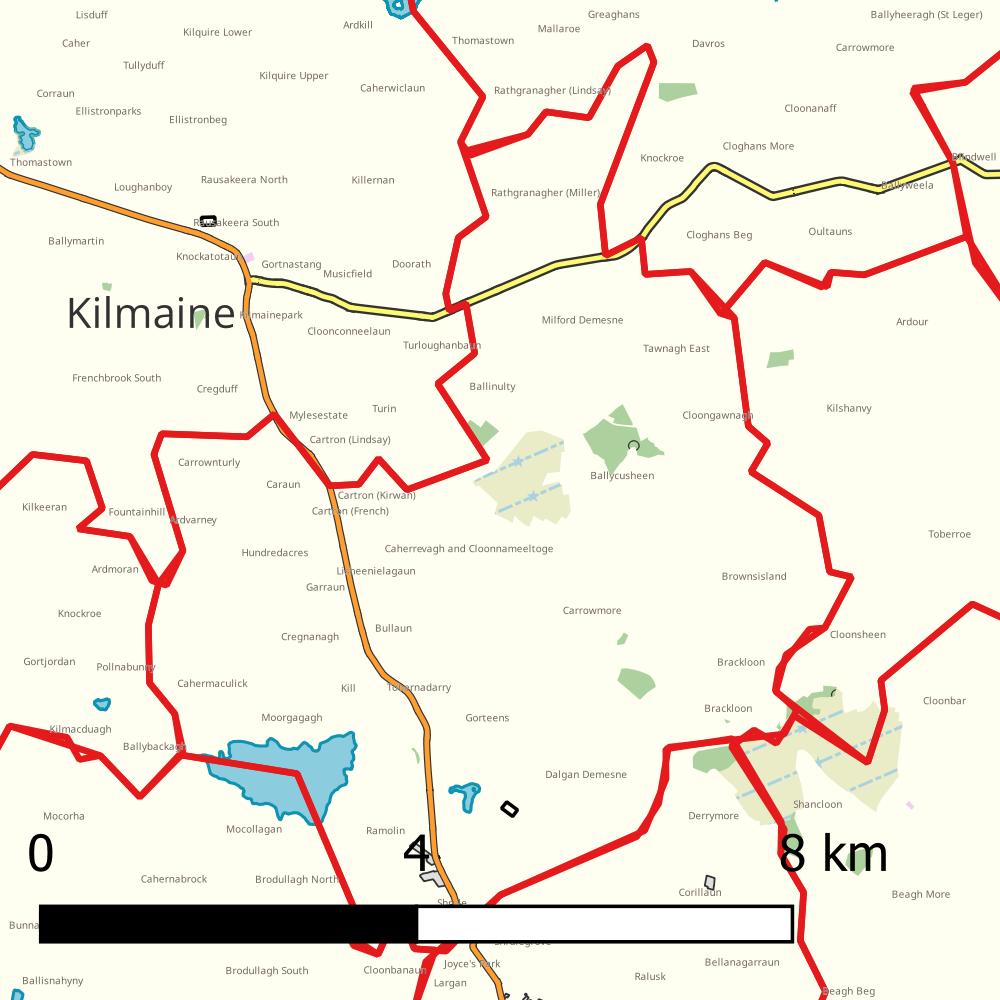 Lisduff
Greaghans
Ballyheeragh (St Leger)
Ardkill
Mallaroe
Kilquire Lower
Thomastown
Caher
Davros
Carrowmore
Tullyduff
Kilquire Upper
Caherwiclaun
Rathgranagher (Lindsay)
Corraun
Ellistronparks
Cloonanaff
Ellistronbeg
Cloghans More
Blindwell
Knockroe
Thomastown
Rausakeera North
Killernan
Ballyweela
Loughanboy
Rathgranagher (Miller)
Rausakeera South
Oultauns
Cloghans Beg
Ballymartin
Knockatotaun
Gortnastang
Doorath
Musicfield
Kilmaine
Kilmainepark
Milford Demesne
Ardour
Cloonconneelaun
Turloughanbaun
Tawnagh East
Frenchbrook South
Cregduff
Ballinulty
Turin
Kilshanvy
Mylesestate
Cloongawnagh
Cartron (Lindsay)
Carrownturly
Ballycusheen
Caraun
Cartron (Kirwan)
Kilkeeran
Fountainhill
Cartron (French)
Ardvarney
Toberroe
Hundredacres
Caherrevagh and Cloonnameeltoge
Ardmoran
Lisheenielagaun
Brownsisland
Garraun
Knockroe
Carrowmore
Bullaun
Cregnanagh
Cloonsheen
Gortjordan
Pollnabunny
Brackloon
Cahermaculick
Kill
Tobernadarry
Cloonbar
Brackloon
Moorgagagh
Gorteens
Kilmacduagh
Ballybackagh
Dalgan Demesne
Shancloon
Mocorha
Derrymore
Mocollagan
Ramolin
0
4
8 km
Cahernabrock
Brodullagh North
Corillaun
Beagh More
Shrule
Bunna
Brodullagh South
Cloonbanaun
Joyce's Park
Bellanagarraun
Ralusk
Ballisnahyny
Largan
Beagh Beg